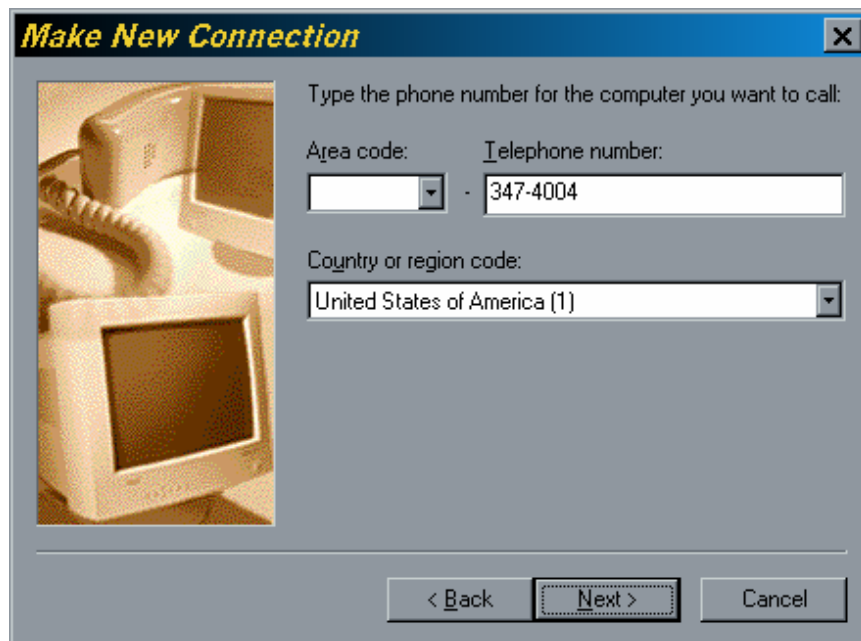 Make New Connection
Type the phone number for the computer you want to call:
Area code: Telephone number:
- 347-4004
Country or region code:
United States of America (1)
< Back Next > Cancel